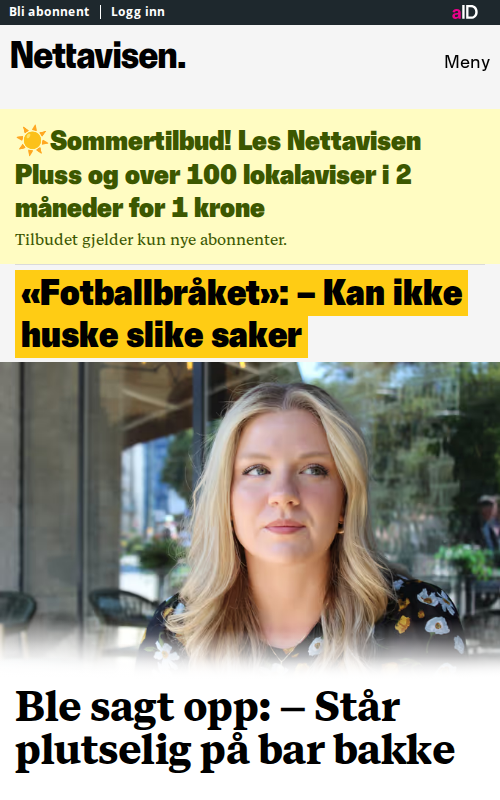 Bli abonnent
Logg inn
aID
Nettavisen.
Meny
☀️Sommertilbud! Les Nettavisen
Pluss og over 100 lokalaviser i 2
måneder for 1 krone
Tilbudet gjelder kun nye abonnenter.
«Fotballbråket»: – Kan ikke
huske slike saker
Ble sagt opp: – Står
plutselig på bar bakke